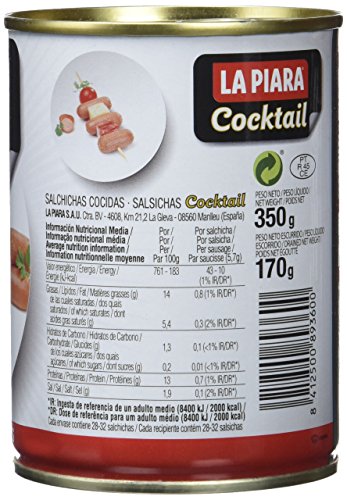 LA PIARA
Cocktail
SALCHICHAS COCIDAS · SALSICHAS Cocktail
LA PIARA S.A.U. Ctra. BV - 4608, Km 21,2 La Gleva - 08560 Manlleu (España)
Información Nutricional Media / Información nutricional média / Average nutrition information / Information nutritionnelle moyenne
Por / Por / Per / Par 100g
Por salchicha / Por salsicha / Per sausage / Par saucisse (5,7g)
Valor energético / Energia / Energy / Energie (kJ/kcal)
761 - 183
43 - 10
(1% IR/DR*)
Grasas / Lípidos / Fat / Matières grasses (g)
14
0,8 (1% IR/DR*)
de las cuales saturadas / dos quais
saturados / of which saturates / dont
acides gras saturés (g)
5,4
0,3 (2% IR/DR*)
Hidratos de Carbono / Hidratos de Carbono /
Carbohydrate / Glucides (g)
1,3
0,1 (<1% IR/DR*)
de los cuales azúcares / dos quais
açúcares / of which sugars / dont sucres (g)
0,2
0,01 (<1% IR/DR*)
Proteínas / Proteínas / Protein / Protéines (g)
13
0,7 (1% IR/DR*)
Sal / Sal / Salt / Sel (g)
1,9
0,1 (2% IR/DR*)
*IR: Ingesta de referencia de un adulto medio (8400 kJ / 2000 kcal)
*DR: Dose de referência para um adulto médio (8400 kJ / 2000 kcal)
Cada envase contiene 28-32 salchichas / Cada recipiente contém 28-32 salsichas
PT
R 45
CE
PESO NETO / PESO LÍQUIDO /
NET WEIGHT / POIDS NET
350g
PESO ESCURRIDO / PESO
ESCORRIDO / DRAINED WEIGHT
POIDS NET ÉGOUTTÉ
170g
8 412500 895600